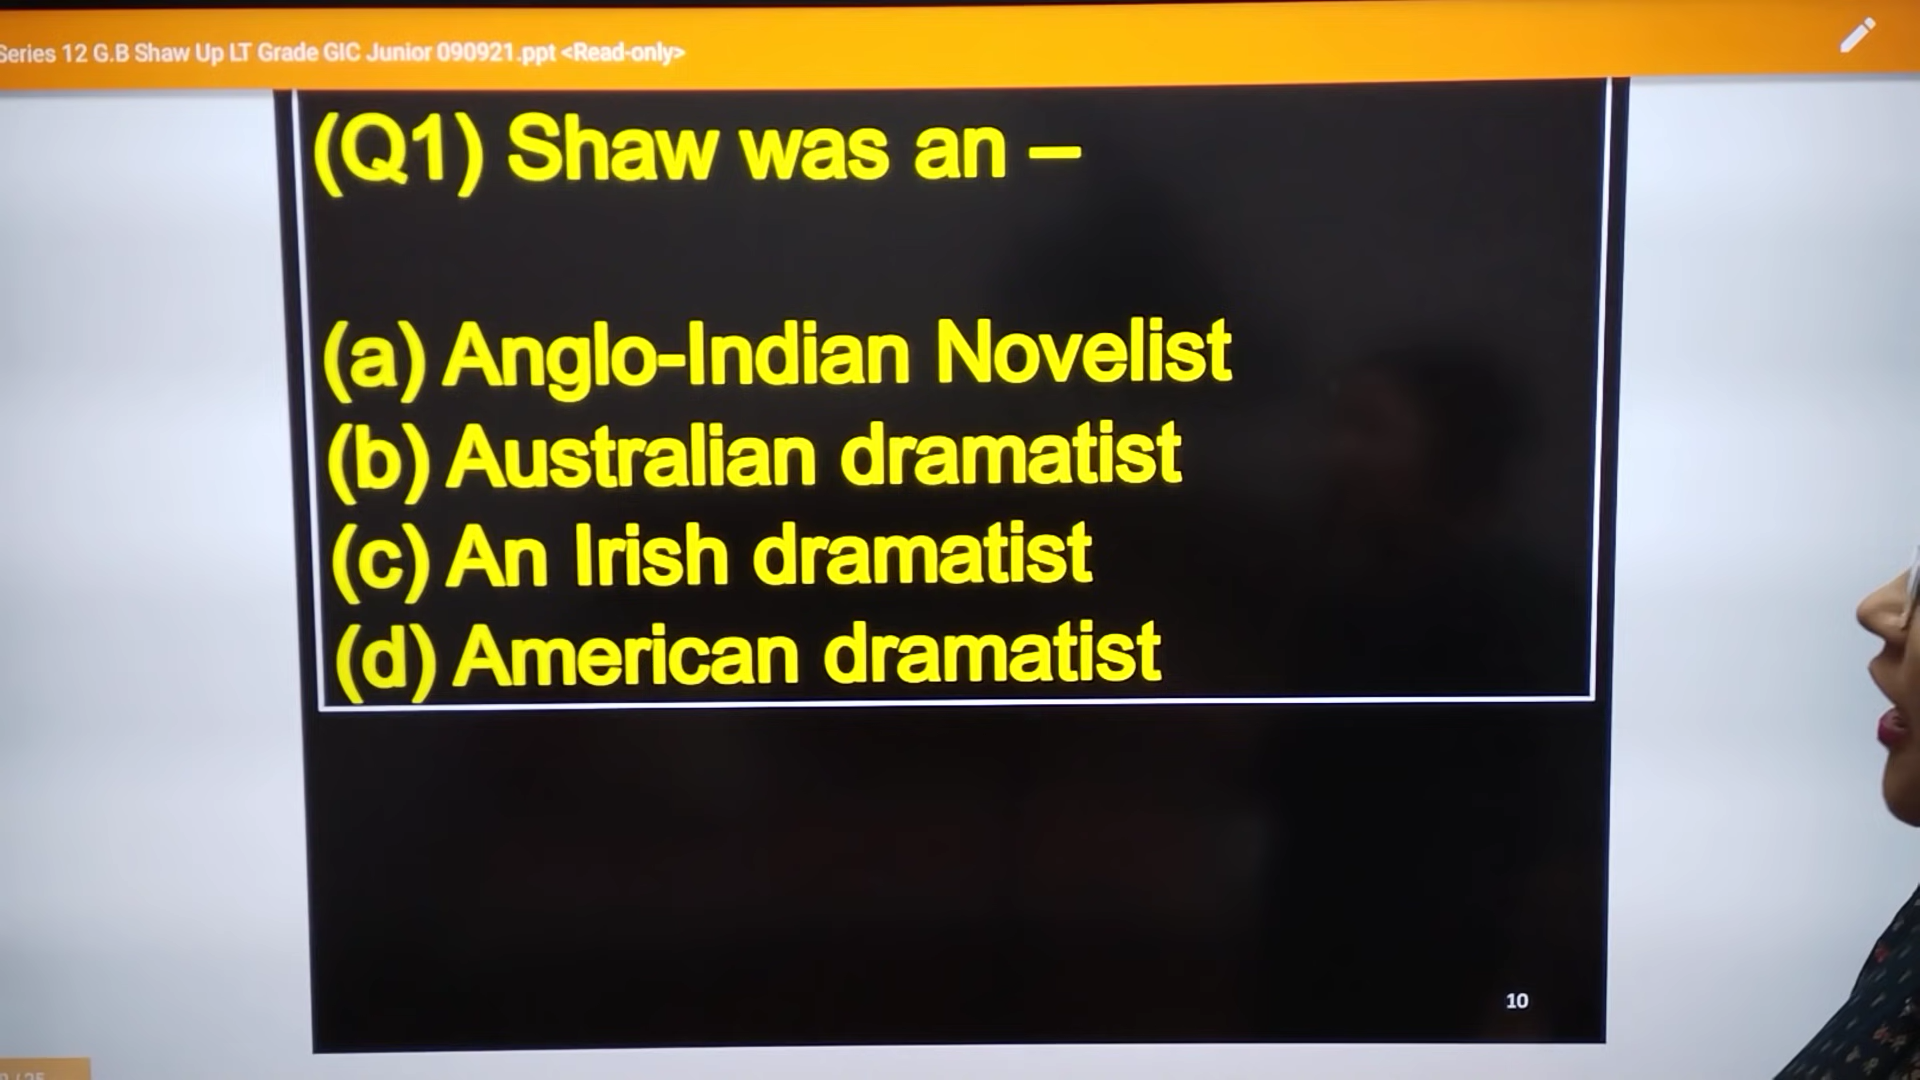 Series 12 G.B Shaw Up LT Grade GIC Junior 090921.ppt <Read-only>
(Q1) Shaw was an –
(a) Anglo-Indian Novelist
(b) Australian dramatist
(c) An Irish dramatist
(d) American dramatist
10